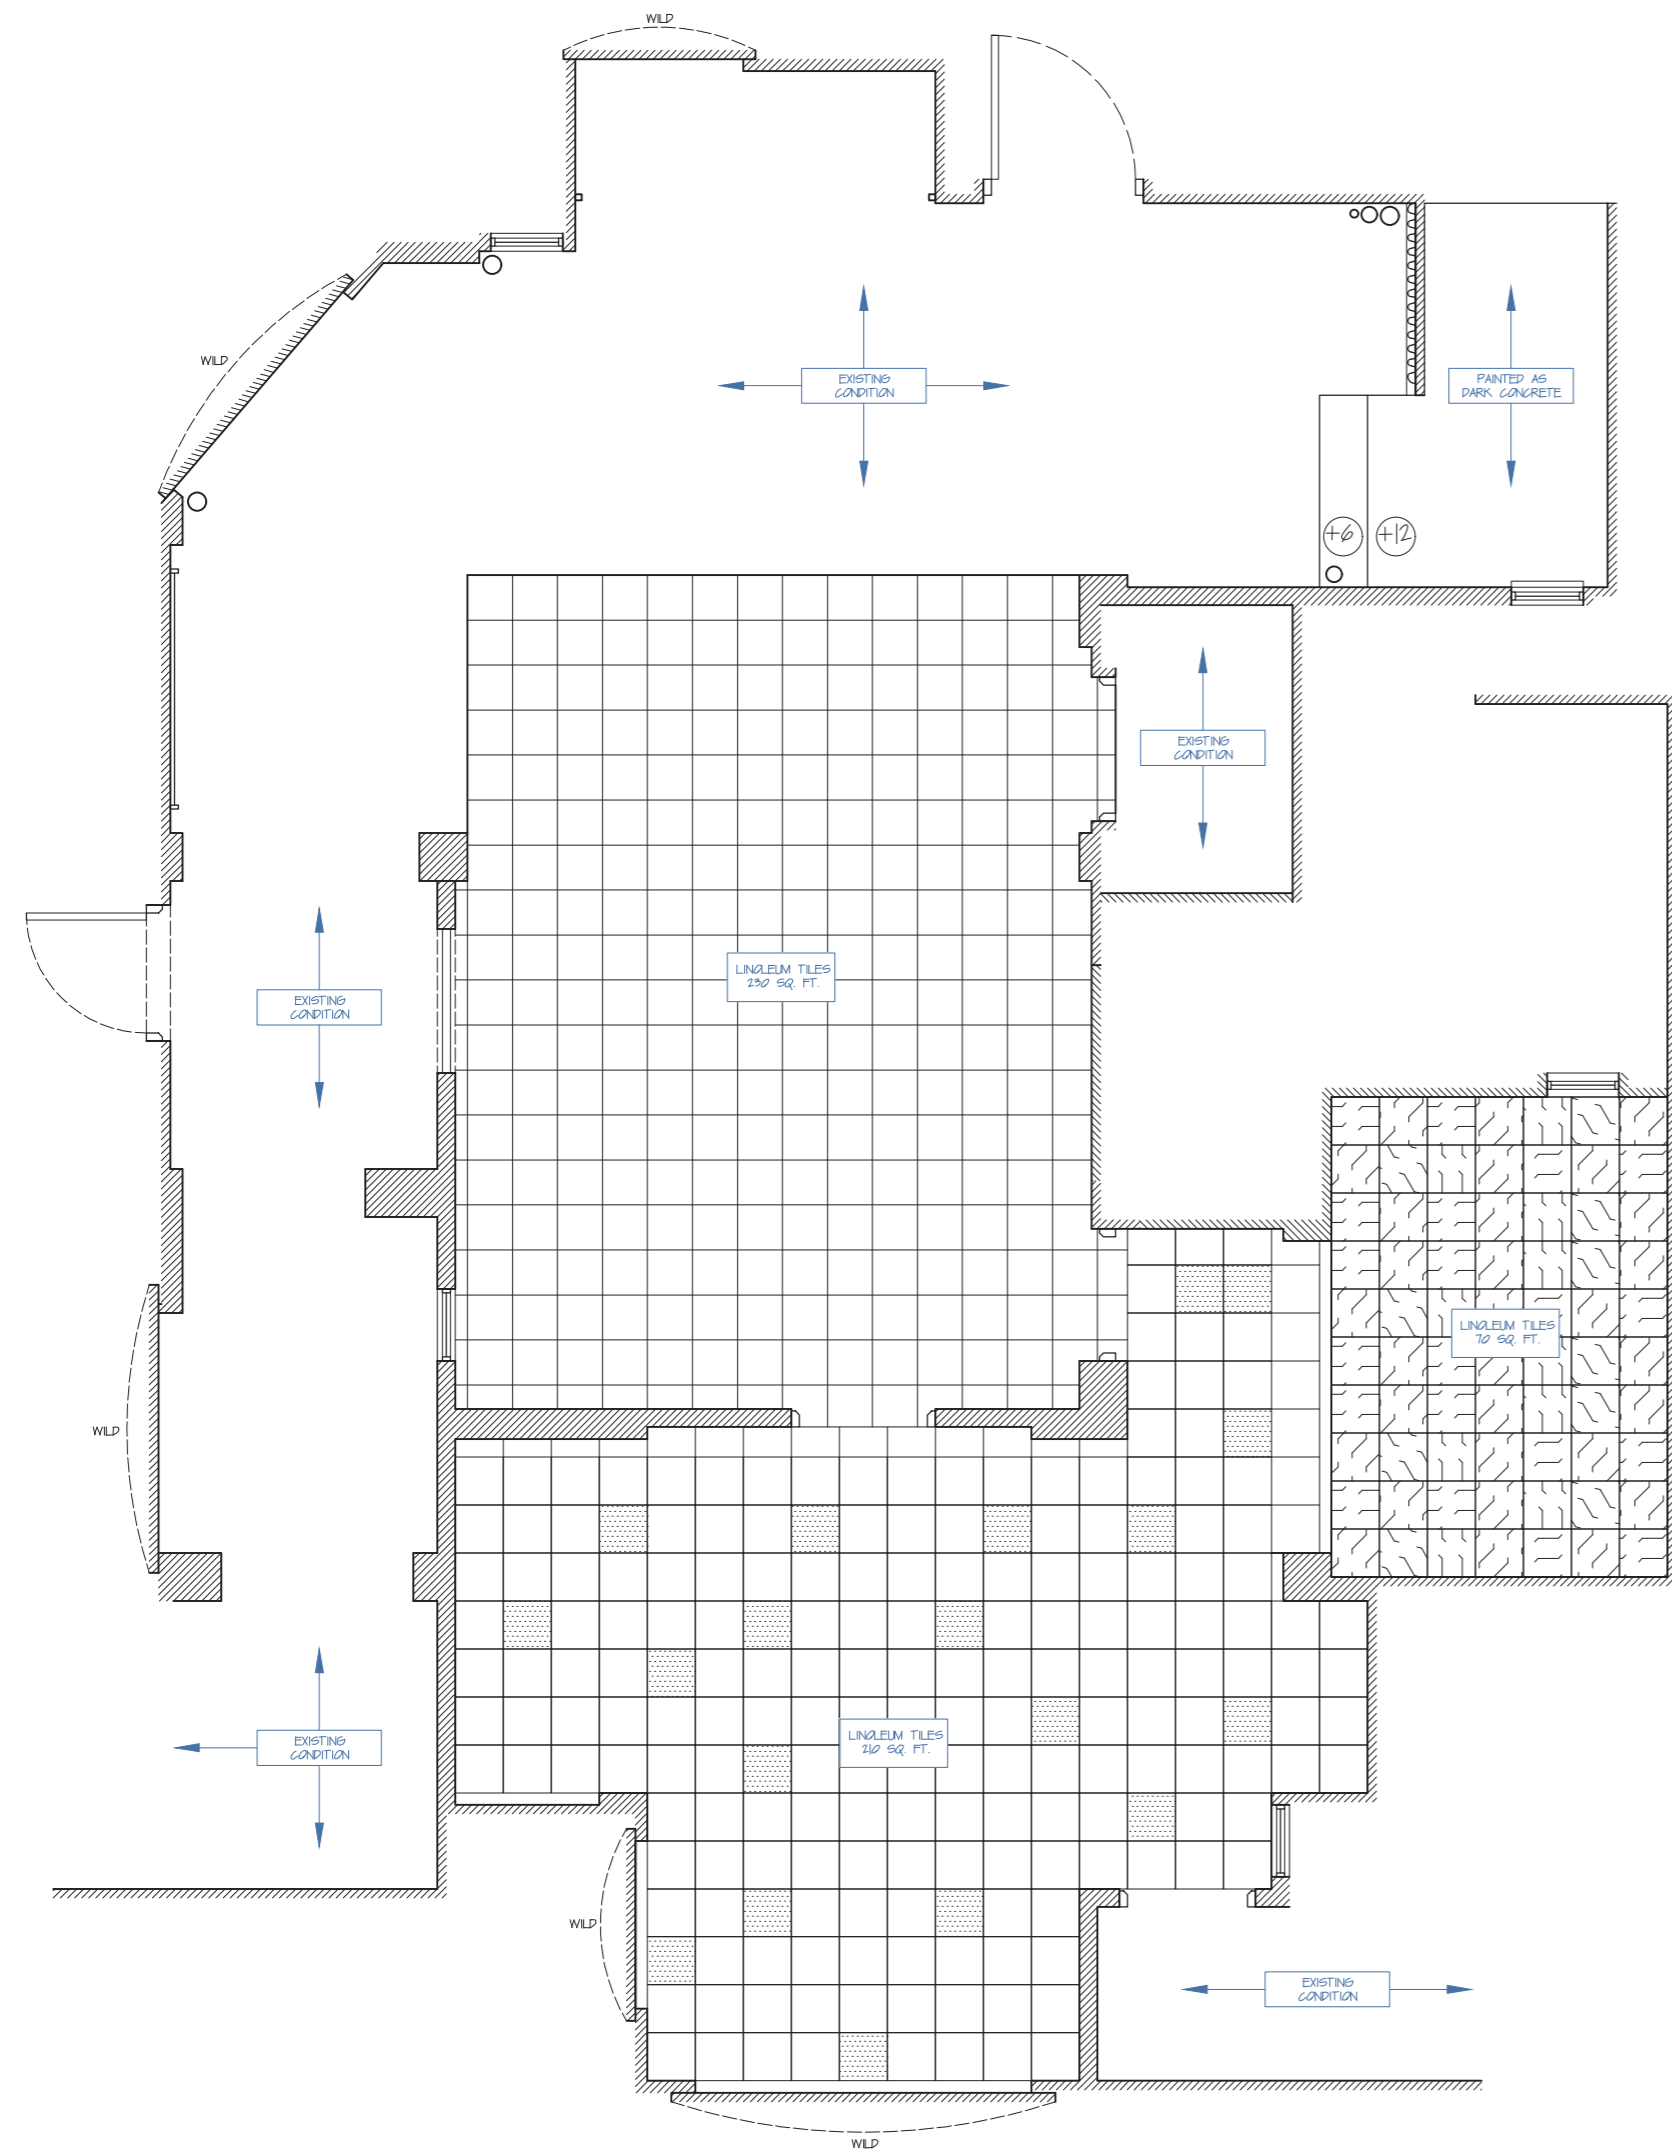 WILD
WILD
EXISTING
CONDITION
PAINTED AS
DARK CONCRETE
+6
+12
EXISTING
CONDITION
LINOLEUM TILES
230 SQ. FT.
EXISTING
CONDITION
LINOLEUM TILES
70 SQ. FT.
WILD
EXISTING
CONDITION
LINOLEUM TILES
210 SQ. FT.
WILD
EXISTING
CONDITION
WILD